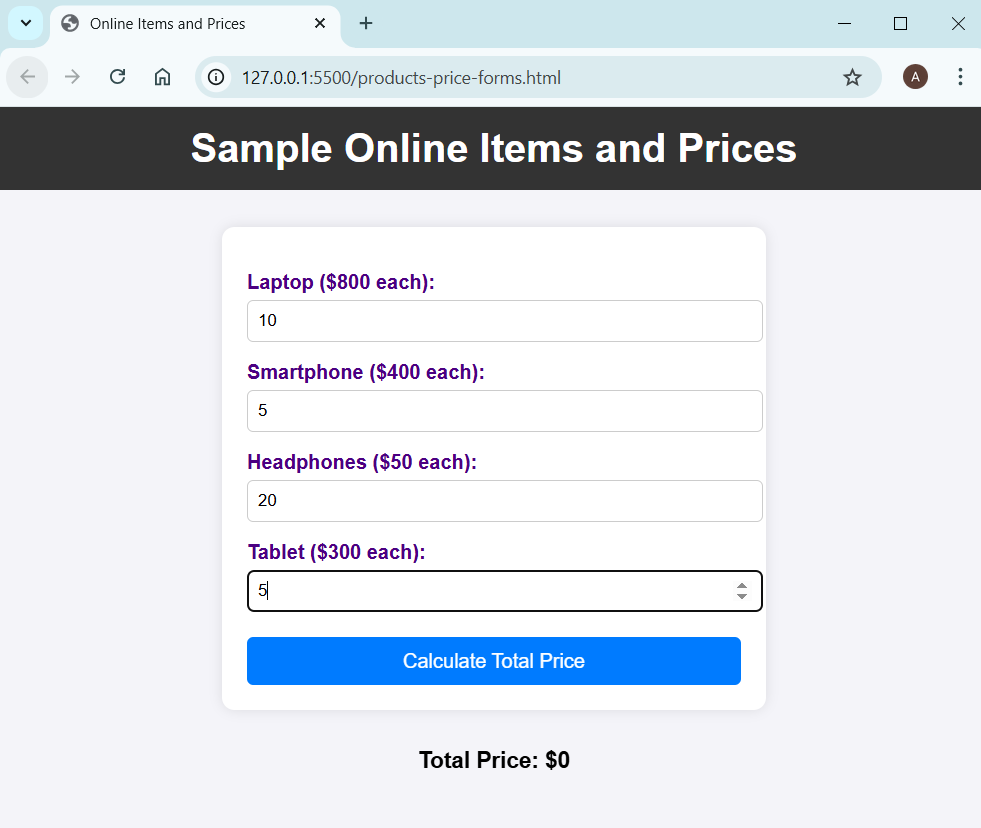 Online Items and Prices
127.0.0.1:5500/products-price-forms.html
A
Sample Online Items and Prices
Laptop ($800 each):
10
Smartphone ($400 each):
5
Headphones ($50 each):
20
Tablet ($300 each):
5
Calculate Total Price
Total Price: $0